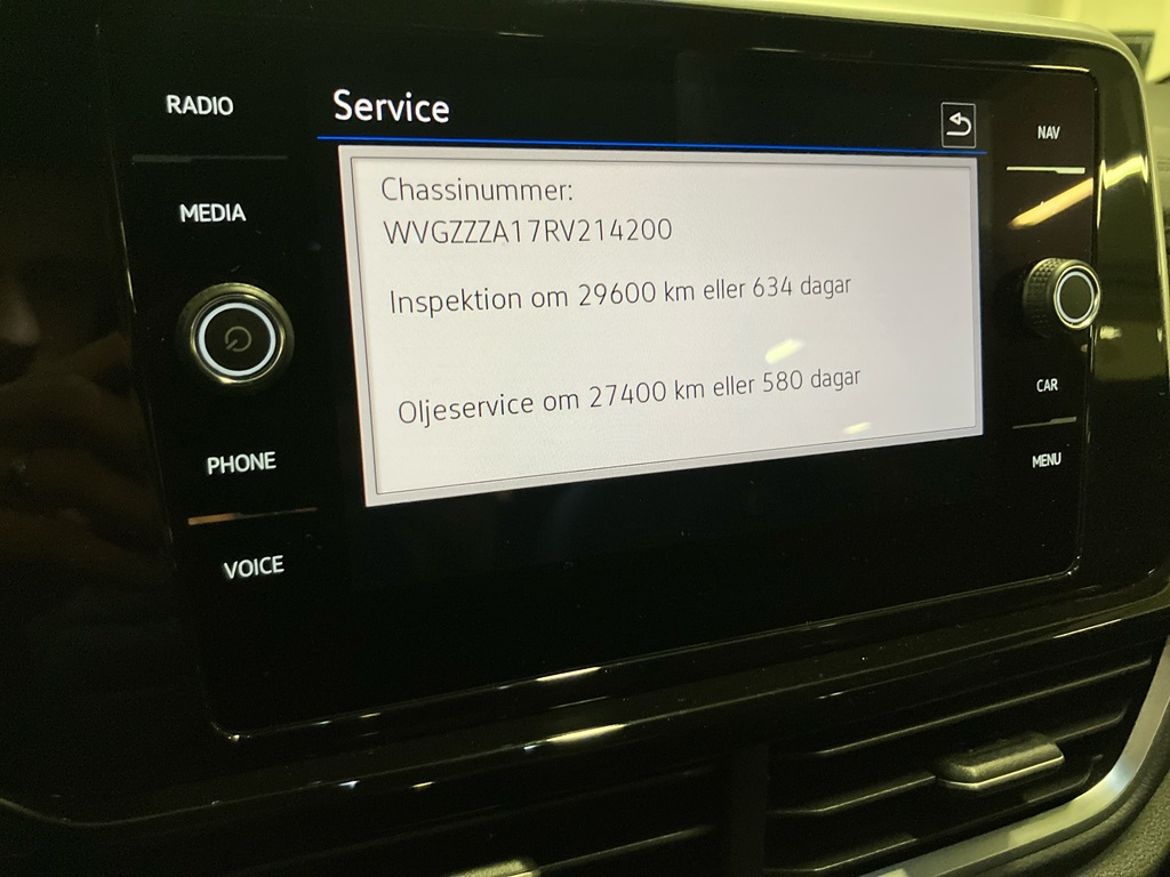 RADIO
MEDIA
PHONE
VOICE
Service
Chassinummer:
WVGZZZA17RV214200
Inspektion om 29600 km eller 634 dagar
Oljeservice om 27400 km eller 580 dagar
NAV
CAR
MENU